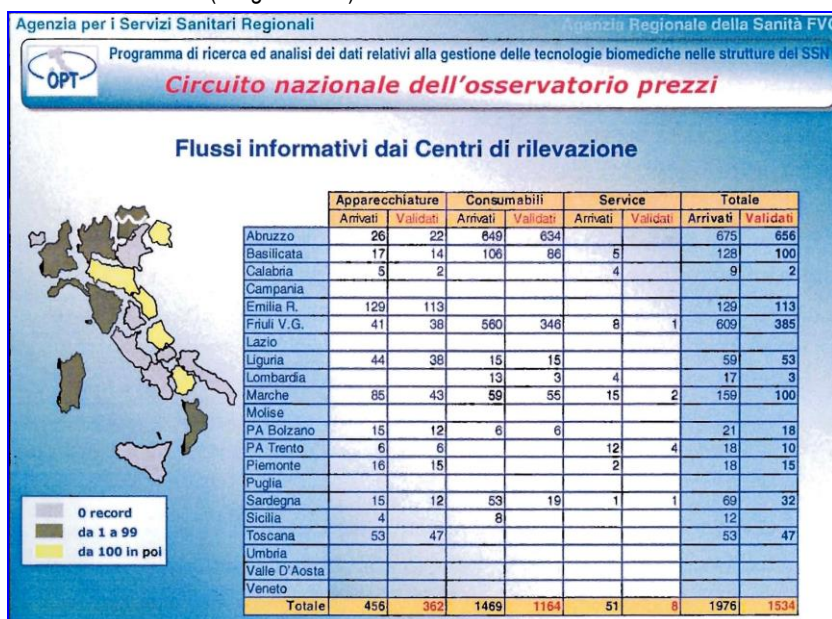 Agenzia per i Servizi Sanitari Regionali Agenzia Regionale della Sanità FVG
Programma di ricerca ed analisi dei dati relativi alla gestione delle tecnologie biomediche nelle strutture del SSN
OPT
Circuito nazionale dell'osservatorio prezzi
Flussi informativi dai Centri di rilevazione
Apparecchiature Consumabili Service Totale
Arrivati Validati Arrivati Validati Arrivati Validati Arrivati Validati
Abruzzo 26 22 649 634 675 656
Basilicata 17 14 106 86 5 128 100
Calabria 5 2 4 9 2
Campania
Emilia R. 129 113 129 113
Friuli V.G. 41 38 560 346 8 1 609 385
Lazio
Liguria 44 38 15 15 59 53
Lombardia 13 3 4 17 3
Marche 85 43 59 55 15 2 159 100
Molise
PA Bolzano 15 12 6 6 21 18
PA Trento 6 6 12 4 18 10
Piemonte 16 15 2 18 15
Puglia
Sardegna 15 12 53 19 1 1 69 32
Sicilia 4 8 12
Toscana 53 47 53 47
Umbria
Valle D'Aosta
Veneto
Totale 456 362 1469 1164 51 8 1976 1534
0 record
da 1 a 99
da 100 in poi